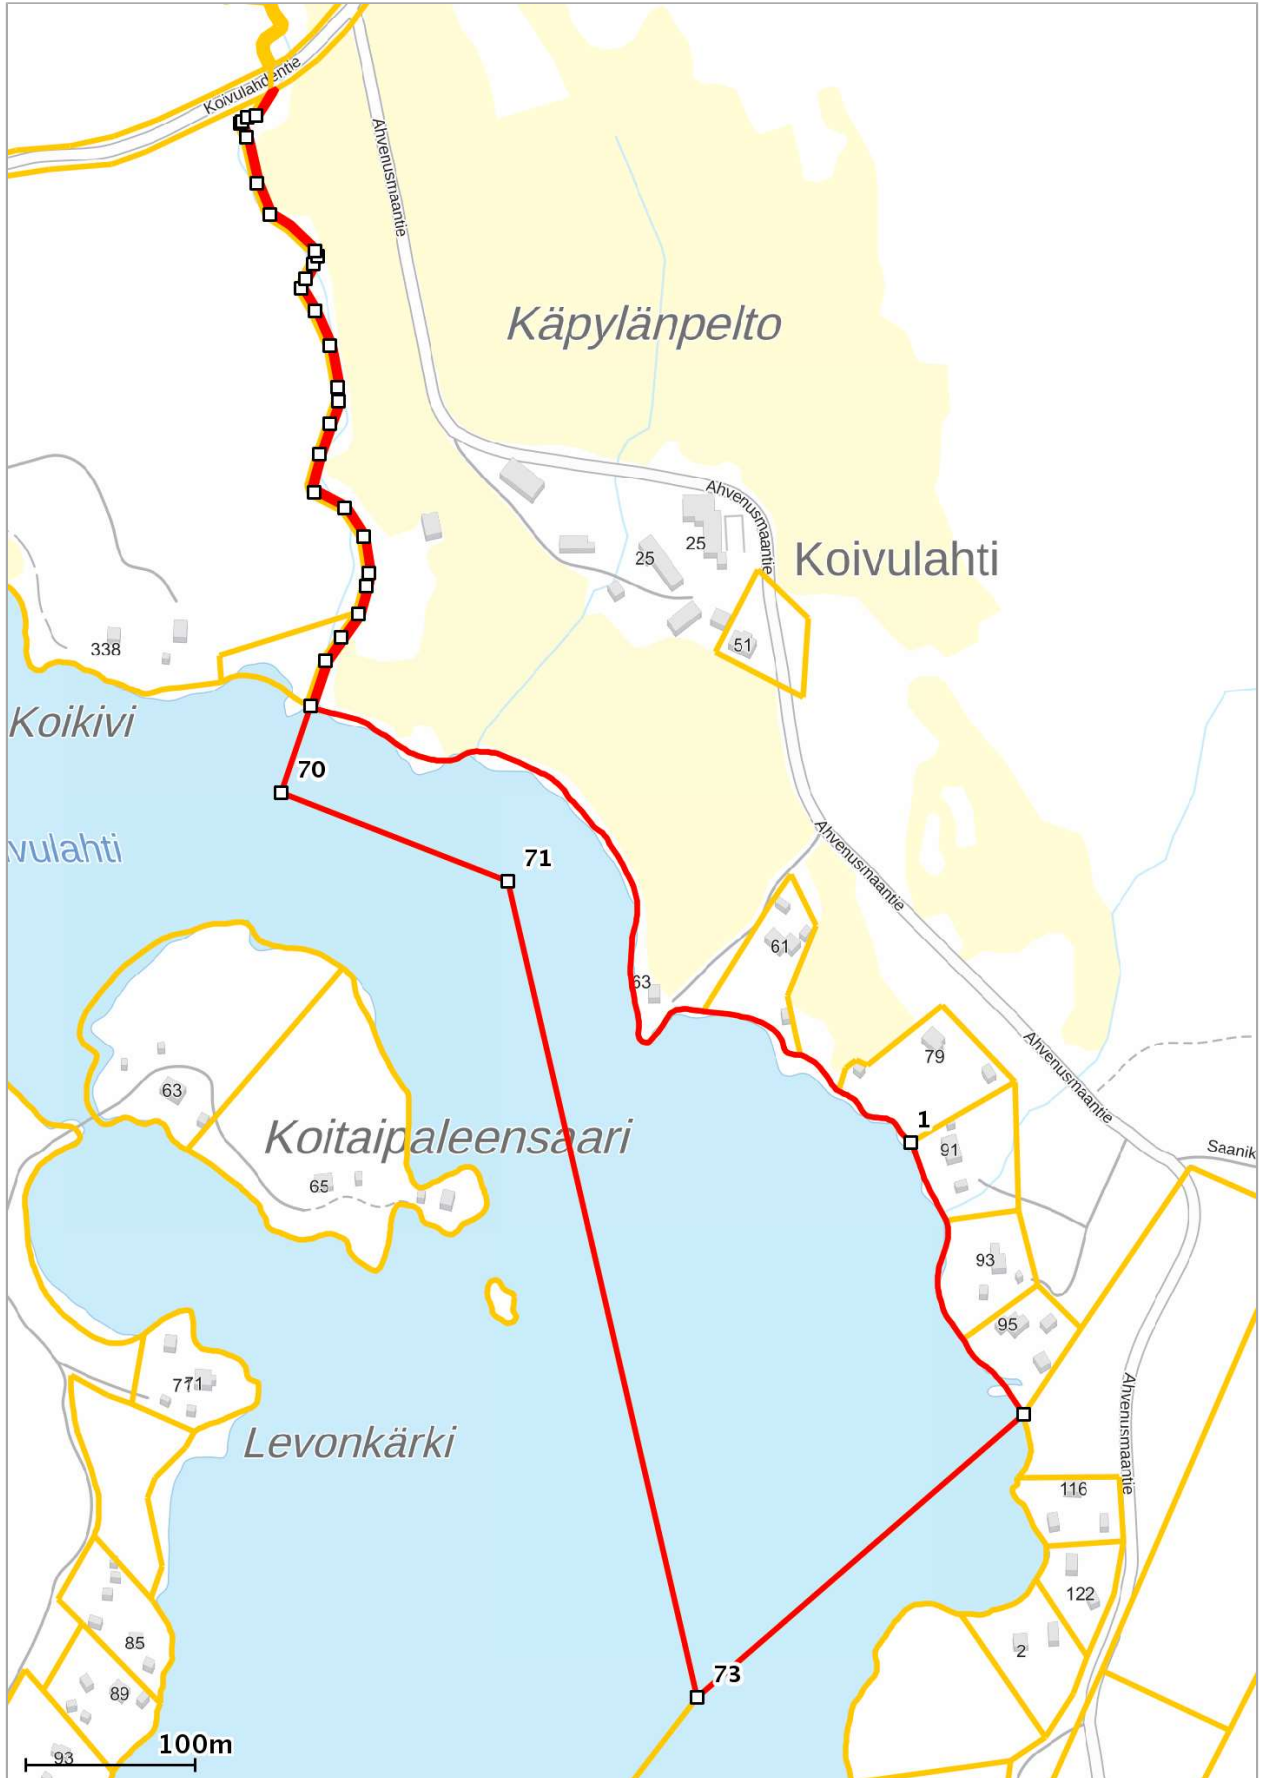 Koivulahdentie
Ahvenusmaantie
Käpylänpelto
Ahvenusmaantie
25
25
Koivulahti
338
51
Koikivi
70
vulahti
71
Ahvenusmaantie
61
63
79
Ahvenusmaantie
63
1
Koitaipaleensaari
91
Saanik
65
93
95
771
Levonkärki
Ahvenusmaantie
116
122
85
2
73
89
100m
93